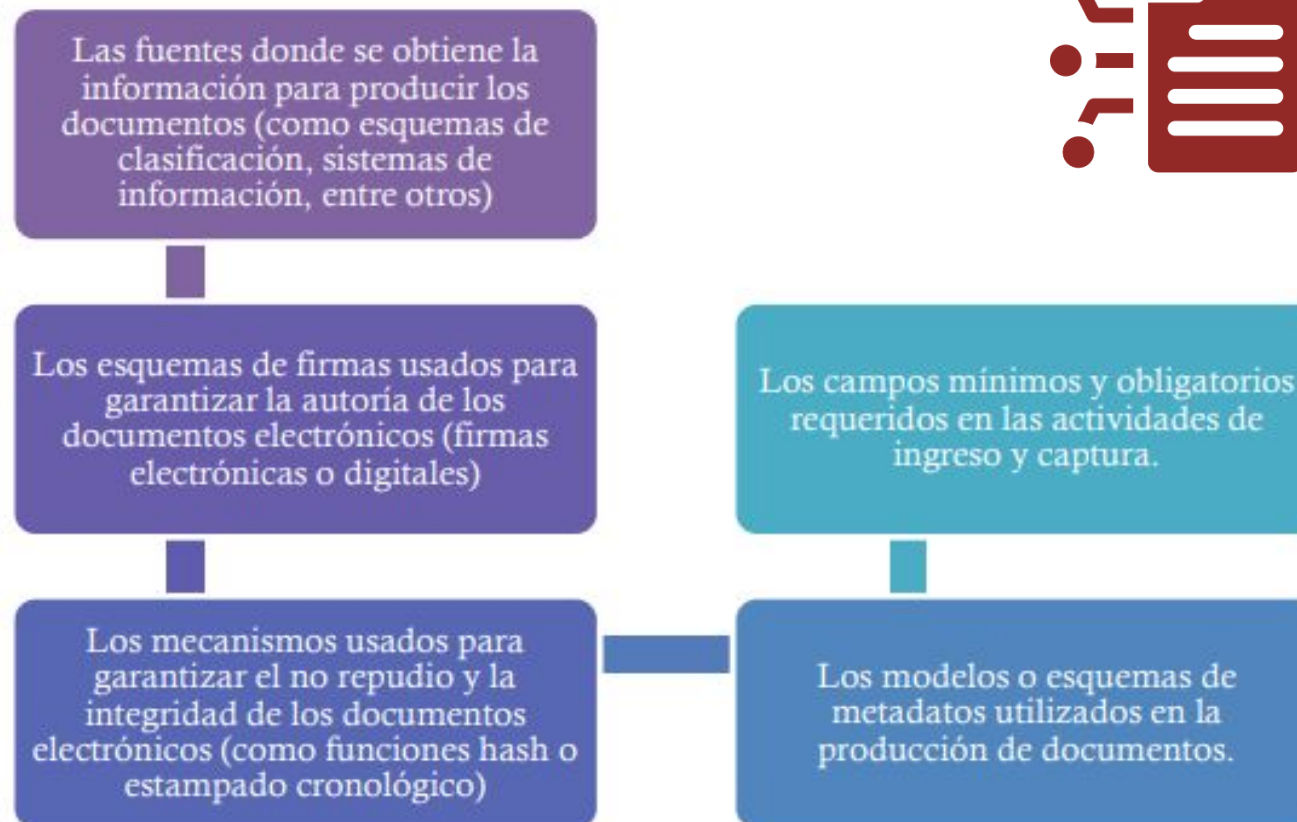 Las fuentes donde se obtiene la
información para producir los
documentos (como esquemas de
clasificación, sistemas de
información, entre otros)
Los esquemas de firmas usados para
garantizar la autoría de los
documentos electrónicos (firmas
electrónicas o digitales)
Los mecanismos usados para
garantizar el no repudio y la
integridad de los documentos
electrónicos (como funciones hash o
estampado cronológico)
Los modelos o esquemas de
metadatos utilizados en la
producción de documentos.
Los campos mínimos y obligatorios
requeridos en las actividades de
ingreso y captura.